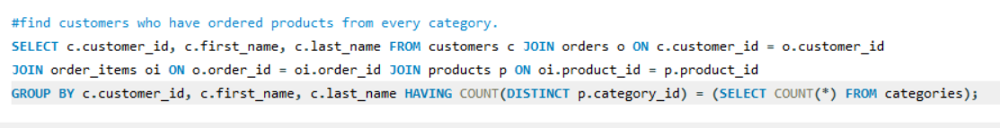 #find customers who have ordered products from every category.
SELECT c.customer_id, c.first_name, c.last_name FROM customers c JOIN orders o ON c.customer_id = o.customer_id
JOIN order_items oi ON o.order_id = oi.order_id JOIN products p ON oi.product_id = p.product_id
GROUP BY c.customer_id, c.first_name, c.last_name HAVING COUNT(DISTINCT p.category_id) = (SELECT COUNT(*) FROM categories);